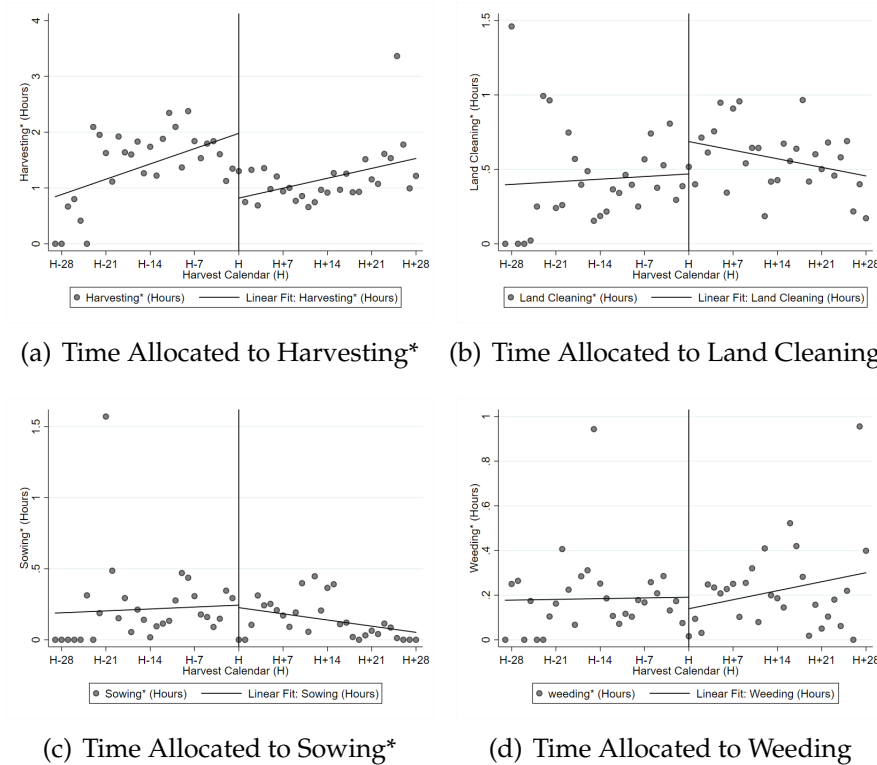 4
3
2
1
0
Harvesting* (Hours)
H-28 H-21 H-14 H-7 H H+7 H+14 H+21 H+28
Harvest Calendar (H)
Harvesting* (Hours) Linear Fit: Harvesting* (Hours)
(a) Time Allocated to Harvesting*
1.5
1
.5
0
Land Cleaning* (Hours)
H-28 H-21 H-14 H-7 H H+7 H+14 H+21 H+28
Harvest Calendar (H)
Land Cleaning* (Hours) Linear Fit: Land Cleaning (Hours)
(b) Time Allocated to Land Cleaning
1.5
1
.5
0
Sowing* (Hours)
H-28 H-21 H-14 H-7 H H+7 H+14 H+21 H+28
Harvest Calendar (H)
Sowing* (Hours) Linear Fit: Sowing (Hours)
(c) Time Allocated to Sowing*
1
.8
.6
.4
.2
0
Weeding* (Hours)
H-28 H-21 H-14 H-7 H H+7 H+14 H+21 H+28
Harvest Calendar (H)
weeding* (Hours) Linear Fit: Weeding (Hours)
(d) Time Allocated to Weeding